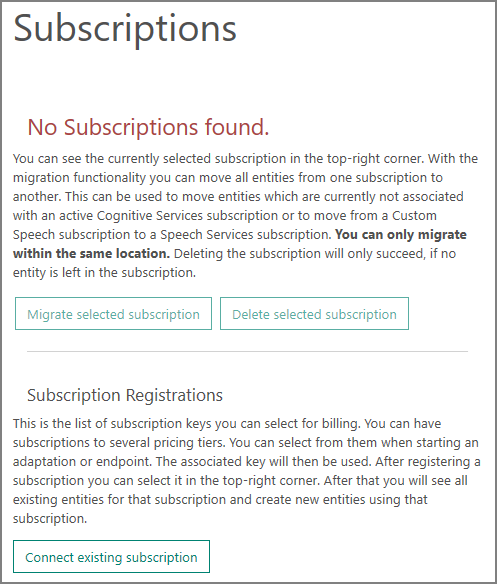 Subscriptions
No Subscriptions found.
You can see the currently selected subscription in the top-right corner. With the
migration functionality you can move all entities from one subscription to
another. This can be used to move entities which are currently not associated
with an active Cognitive Services subscription or to move from a Custom
Speech subscription to a Speech Services subscription. You can only migrate
within the same location. Deleting the subscription will only succeed, if no
entity is left in the subscription.
Migrate selected subscription Delete selected subscription
Subscription Registrations
This is the list of subscription keys you can select for billing. You can have
subscriptions to several pricing tiers. You can select from them when starting an
adaptation or endpoint. The associated key will then be used. After registering a
subscription you can select it in the top-right corner. After that you will see all
existing entities for that subscription and create new entities using that
subscription.
Connect existing subscription